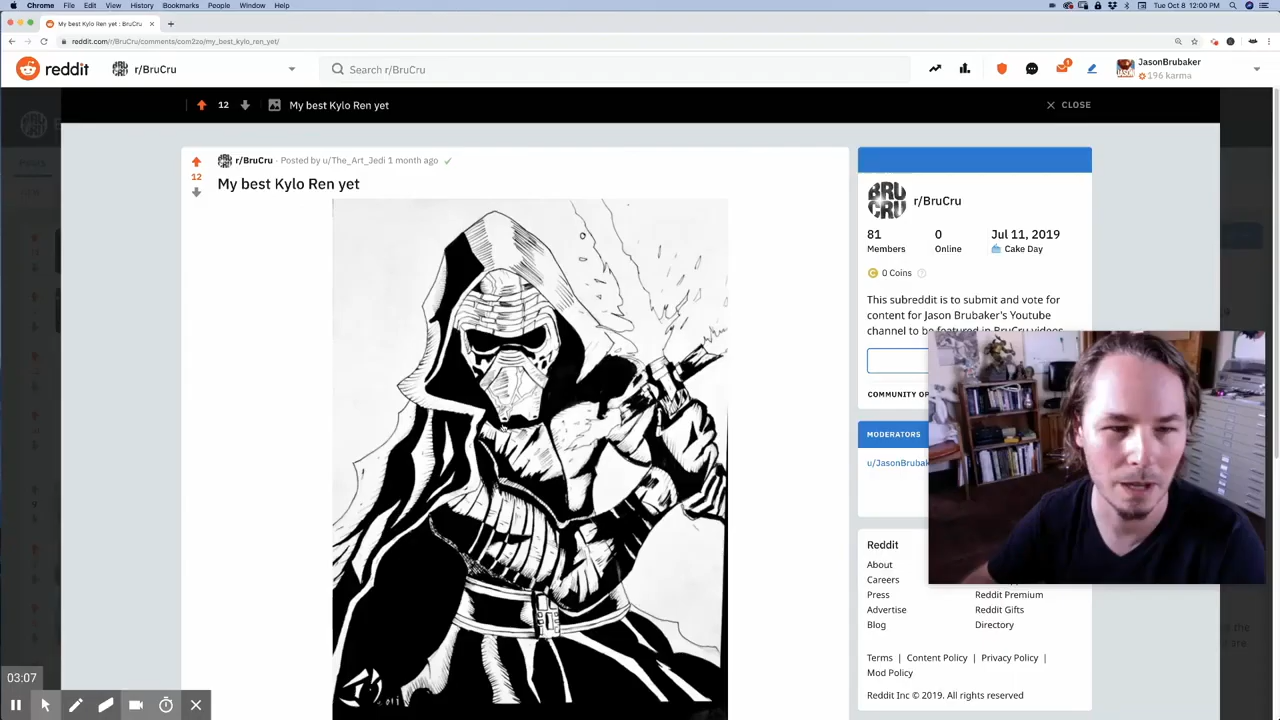 Chrome File Edit View History Bookmarks People Window Help
Tue Oct 8 12:00 PM
My best Kylo Ren yet : BruCru
reddit.com/r/BruCru/comments/com2zo/my_best_kylo_ren_yet/
reddit
r/BruCru
Search r/BruCru
1
JasonBrubaker
196 karma
12
My best Kylo Ren yet
CLOSE
12
r/BruCru · Posted by u/The_Art_Jedi 1 month ago
My best Kylo Ren yet
BRU
CRU
r/BruCru
81 0 Jul 11, 2019
Members Online Cake Day
C 0 Coins ?
This subreddit is to submit and vote for
content for Jason Brubaker's Youtube
channel to be featured in BruCru videos
COMMUNITY OP
MODERATORS
u/JasonBrubak
Reddit
About
Careers
Press Reddit Premium
Advertise Reddit Gifts
Blog Directory
Terms | Content Policy | Privacy Policy |
Mod Policy
Reddit Inc © 2019. All rights reserved
03:07